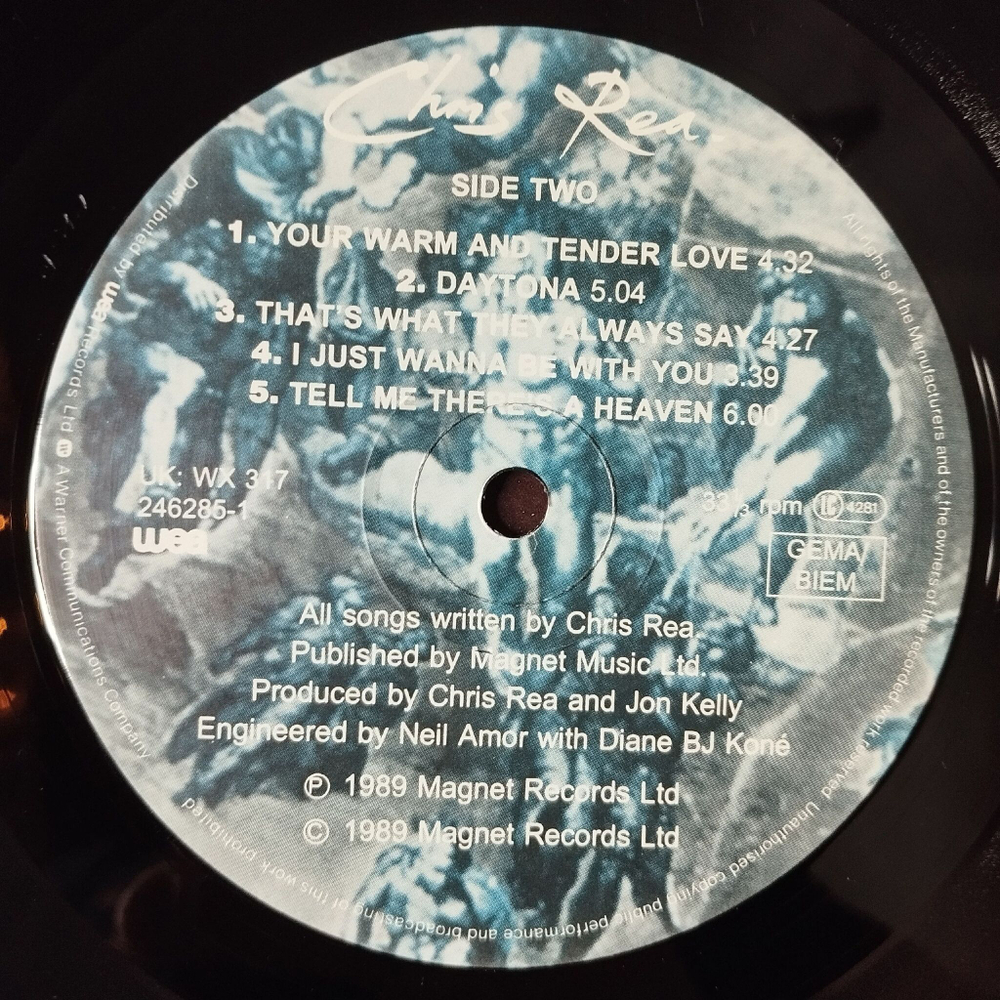 Chris Rea.
SIDE TWO
1. YOUR WARM AND TENDER LOVE 4.32
2. DAYTONA 5.04
3. THAT'S WHAT THEY ALWAYS SAY 4.27
4. I JUST WANNA BE WITH YOU 3.39
5. TELL ME THERE'S A HEAVEN 6.00
UK: WX 317
246285-1
wea
33⅓ rpm LC 4281
GEMA/
BIEM
All songs written by Chris Rea.
Published by Magnet Music Ltd.
Produced by Chris Rea and Jon Kelly
Engineered by Neil Amor with Diane BJ Koné
℗ 1989 Magnet Records Ltd
© 1989 Magnet Records Ltd
Distributed by wea Records Ltd. A Warner Communications Company
All rights of the Manufacturers and of the owners of the recorded work reserved. Unauthorised copying public performance and broadcasting of this work prohibited